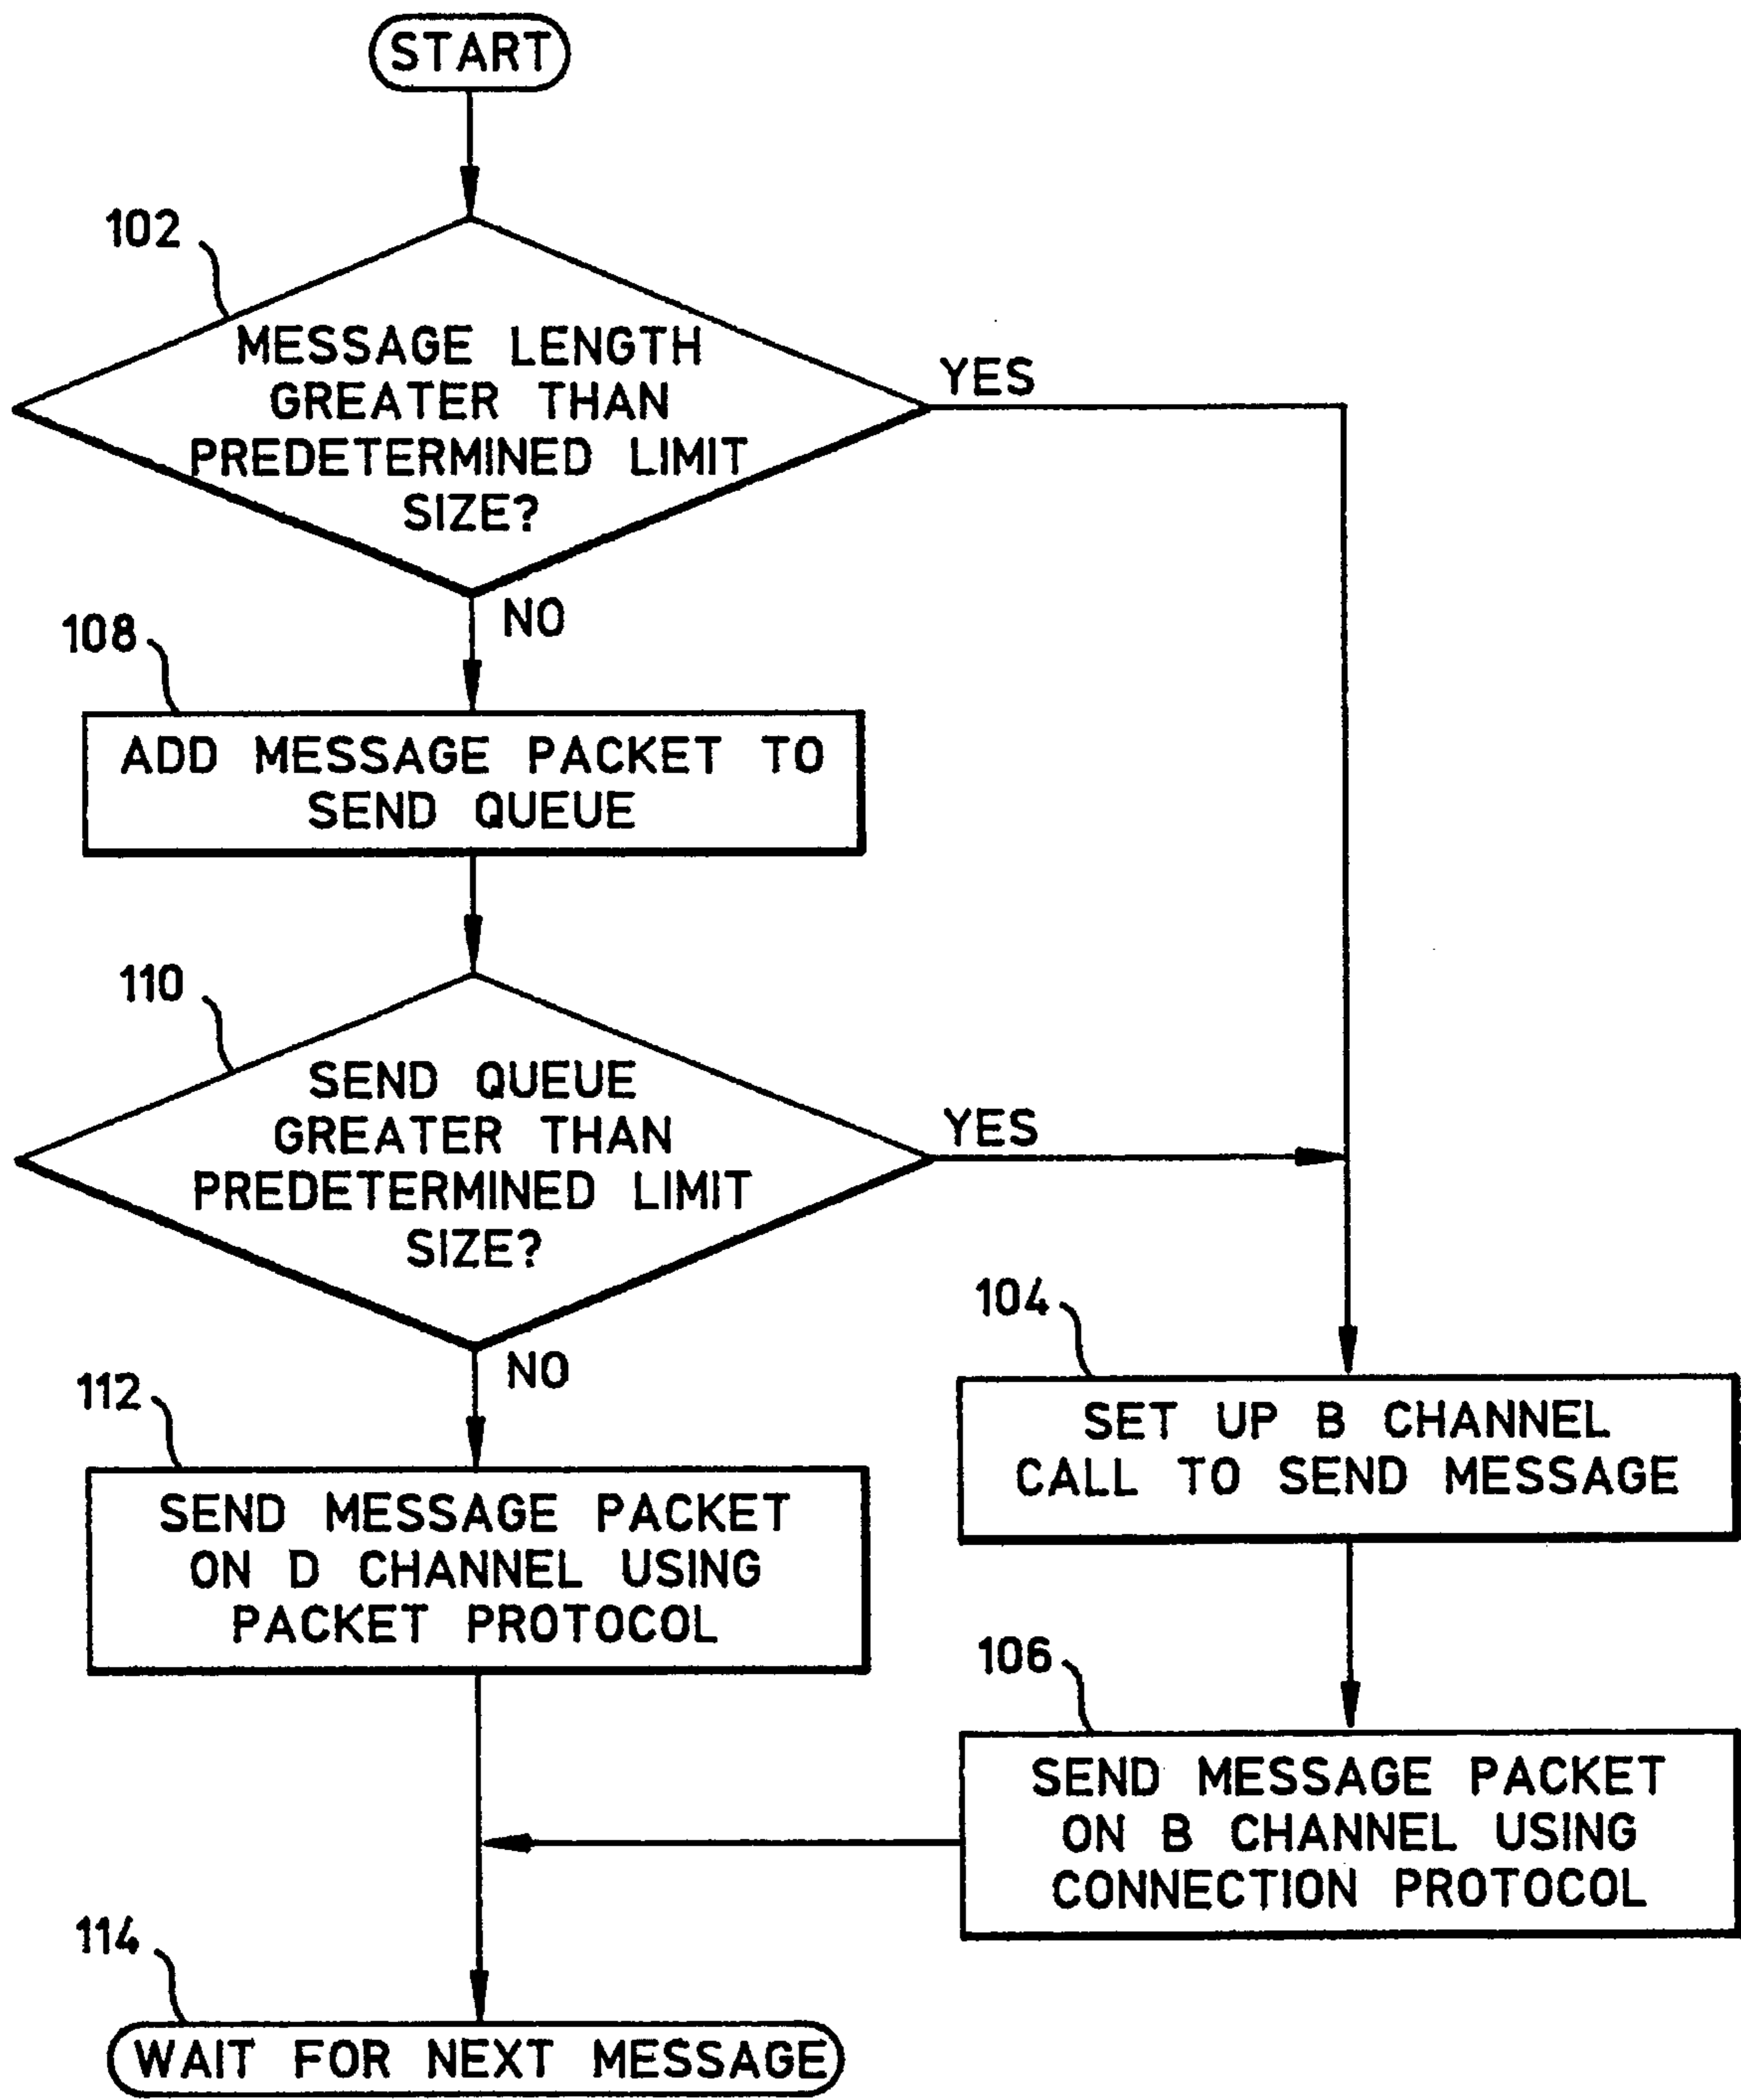 START
102
MESSAGE LENGTH
GREATER THAN
PREDETERMINED LIMIT
SIZE?
YES
NO
108
ADD MESSAGE PACKET TO
SEND QUEUE
110
SEND QUEUE
GREATER THAN
PREDETERMINED LIMIT
SIZE?
YES
NO
104
SET UP B CHANNEL
CALL TO SEND MESSAGE
112
SEND MESSAGE PACKET
ON D CHANNEL USING
PACKET PROTOCOL
106
SEND MESSAGE PACKET
ON B CHANNEL USING
CONNECTION PROTOCOL
114
WAIT FOR NEXT MESSAGE